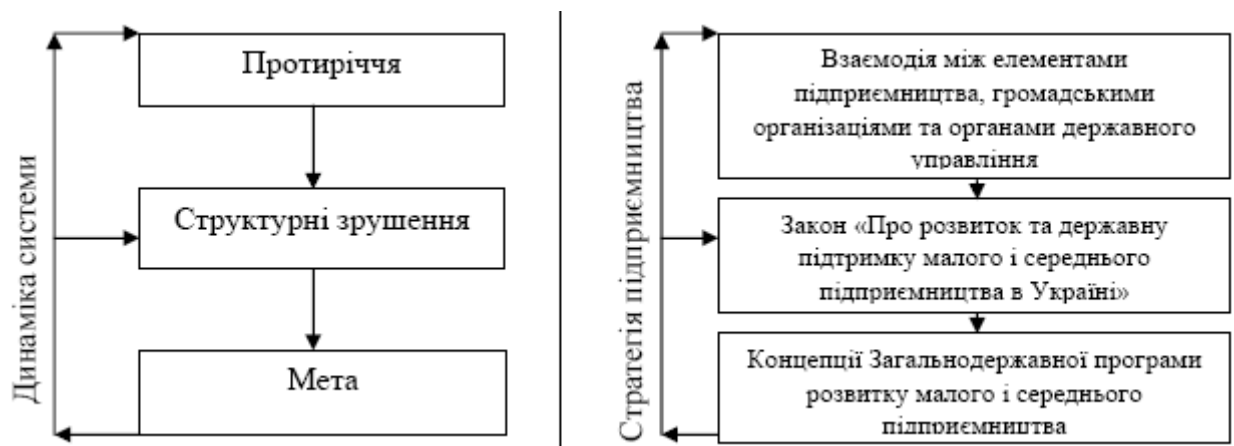 Динаміка системи
Протиріччя
Структурні зрушення
Мета
Стратегія підприємництва
Взаємодія між елементами
підприємництва, громадськими
організаціями та органами державного
управління
Закон «Про розвиток та державну
підтримку малого і середнього
підприємництва в Україні»
Концепції Загальнодержавної програми
розвитку малого і середнього
підприємництва